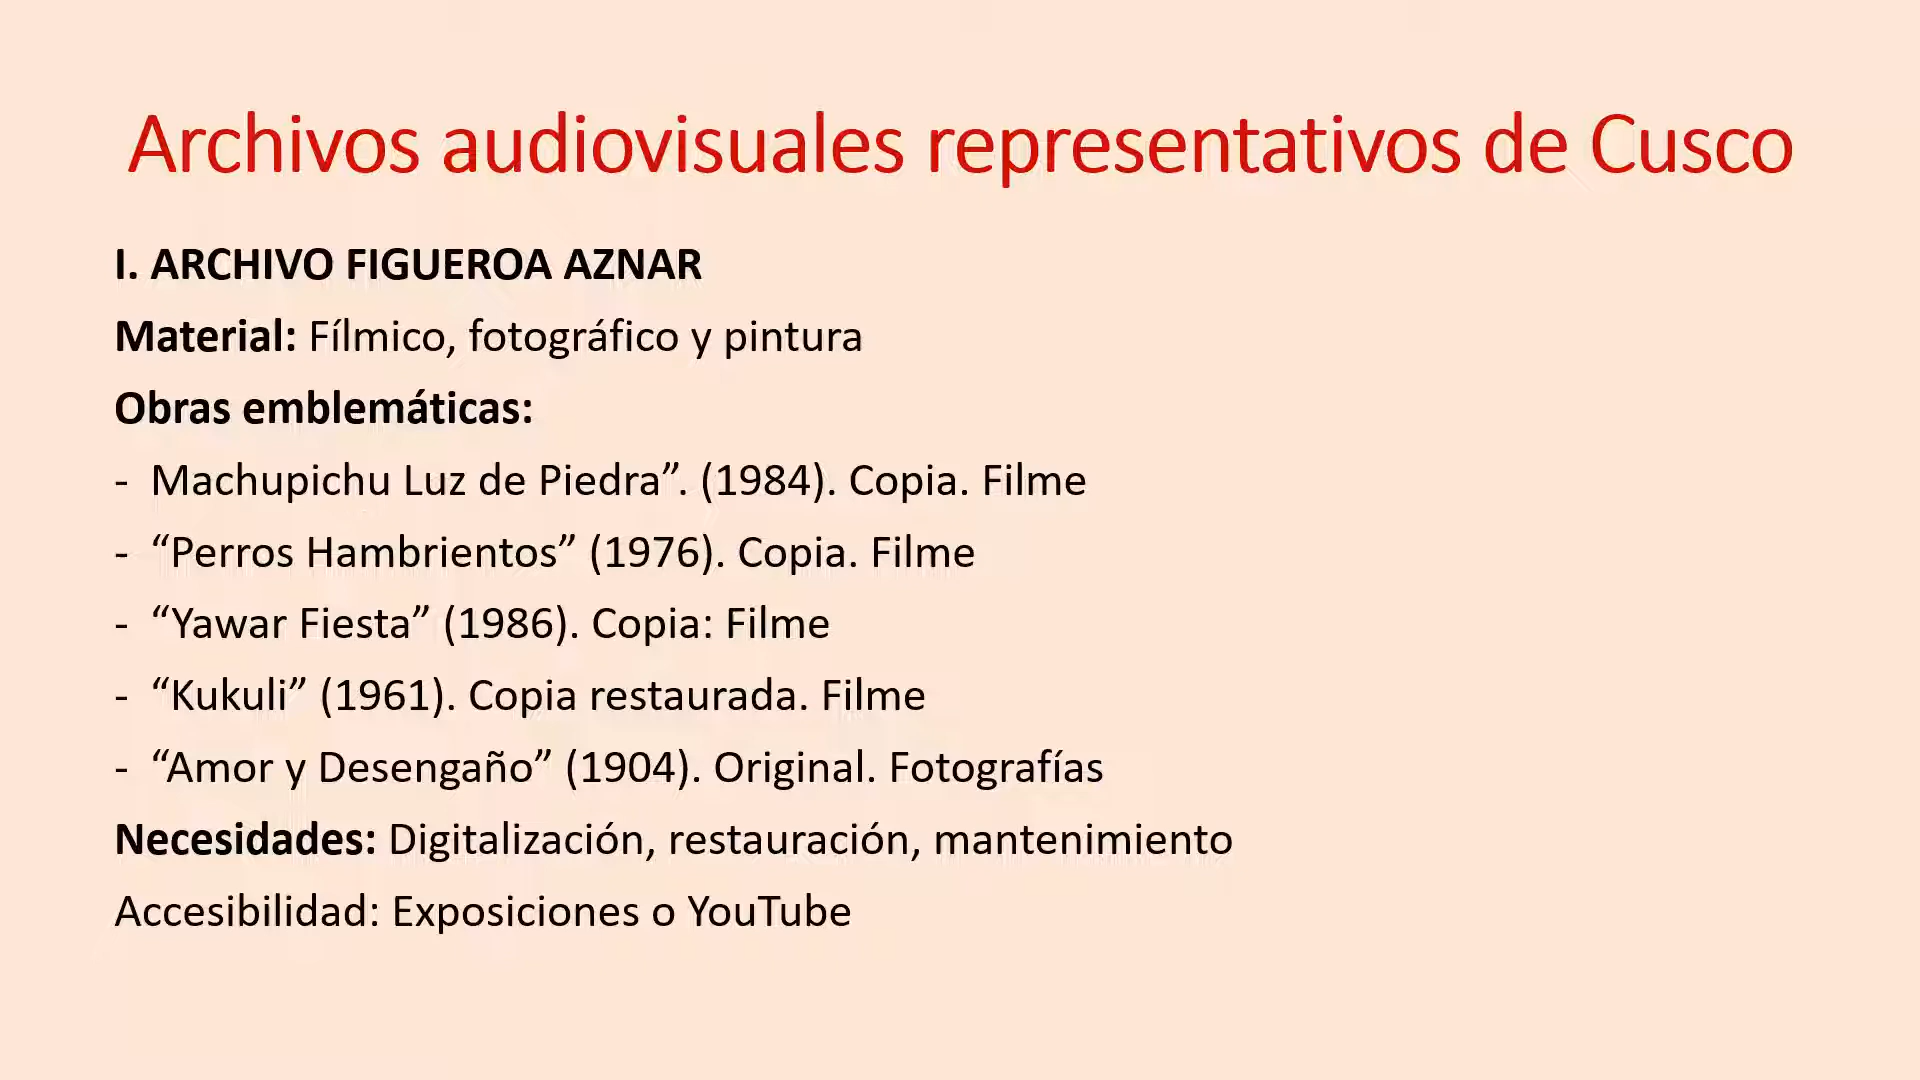 Archivos audiovisuales representativos de Cusco
I. ARCHIVO FIGUEROA AZNAR
Material: Fílmico, fotográfico y pintura
Obras emblemáticas:
- Machupichu Luz de Piedra”. (1984). Copia. Filme
- “Perros Hambrientos” (1976). Copia. Filme
- “Yawar Fiesta” (1986). Copia: Filme
- “Kukuli” (1961). Copia restaurada. Filme
- “Amor y Desengaño” (1904). Original. Fotografías
Necesidades: Digitalización, restauración, mantenimiento
Accesibilidad: Exposiciones o YouTube